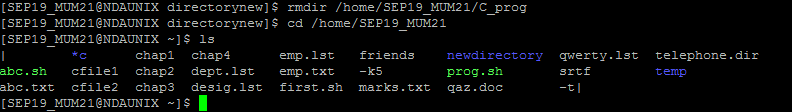 [SEP19_MUM21@NDAUNIX directorynew]$ rmdir /home/SEP19_MUM21/C_prog
[SEP19_MUM21@NDAUNIX directorynew]$ cd /home/SEP19_MUM21
[SEP19_MUM21@NDAUNIX ~]$ ls
| *c chap1 chap4 emp.lst friends newdirectory qwerty.lst telephone.dir
abc.sh cfile1 chap2 dept.lst emp.txt -k5 prog.sh srtf temp
abc.txt cfile2 chap3 desig.lst first.sh marks.txt qaz.doc -t|
[SEP19_MUM21@NDAUNIX ~]$